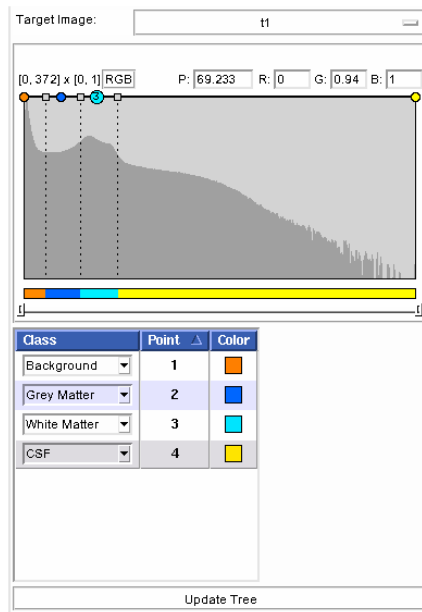 Target Image: t1
[0, 372] x [0, 1] RGB P: 69.233 R: 0 G: 0.94 B: 1
3
Class Point Color
Background 1
Grey Matter 2
White Matter 3
CSF 4
Update Tree